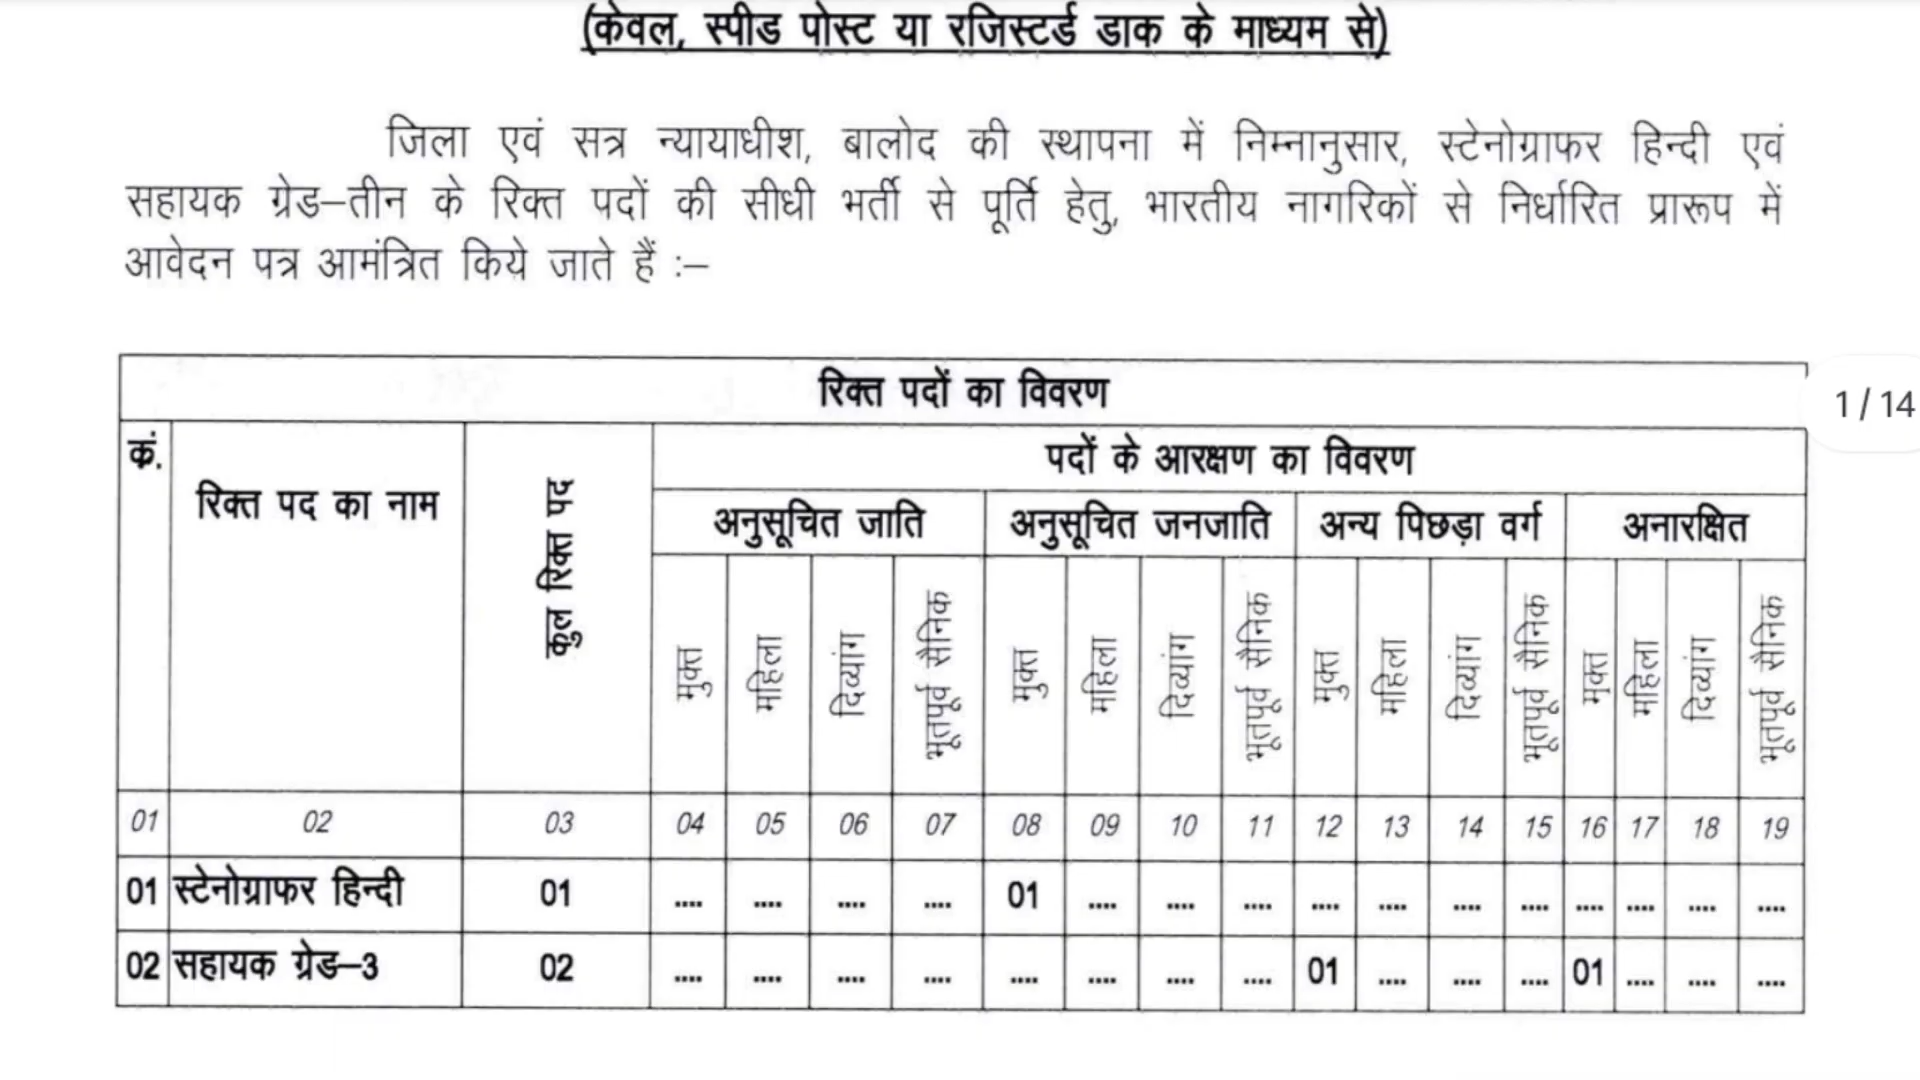 (केवल, स्पीड पोस्ट या रजिस्टर्ड डाक के माध्यम से)
जिला एवं सत्र न्यायाधीश, बालोद की स्थापना में निम्नानुसार, स्टेनोग्राफर हिन्दी एवं
सहायक ग्रेड–तीन के रिक्त पदों की सीधी भर्ती से पूर्ति हेतु, भारतीय नागरिकों से निर्धारित प्रारूप में
आवेदन पत्र आमंत्रित किये जाते हैं :–
रिक्त पदों का विवरण
1 / 14
क्रं. रिक्त पद का नाम कुल रिक्त पद पदों के आरक्षण का विवरण
अनुसूचित जाति अनुसूचित जनजाति अन्य पिछड़ा वर्ग अनारक्षित
मुक्त महिला दिव्यांग भूतपूर्व सैनिक मुक्त महिला दिव्यांग भूतपूर्व सैनिक मुक्त महिला दिव्यांग भूतपूर्व सैनिक मुक्त महिला दिव्यांग भूतपूर्व सैनिक
01 02 03 04 05 06 07 08 09 10 11 12 13 14 15 16 17 18 19
01 स्टेनोग्राफर हिन्दी 01 .... .... .... .... 01 .... .... .... .... .... .... .... .... .... .... ....
02 सहायक ग्रेड–3 02 .... .... .... .... .... .... .... .... 01 .... .... .... 01 .... .... ....